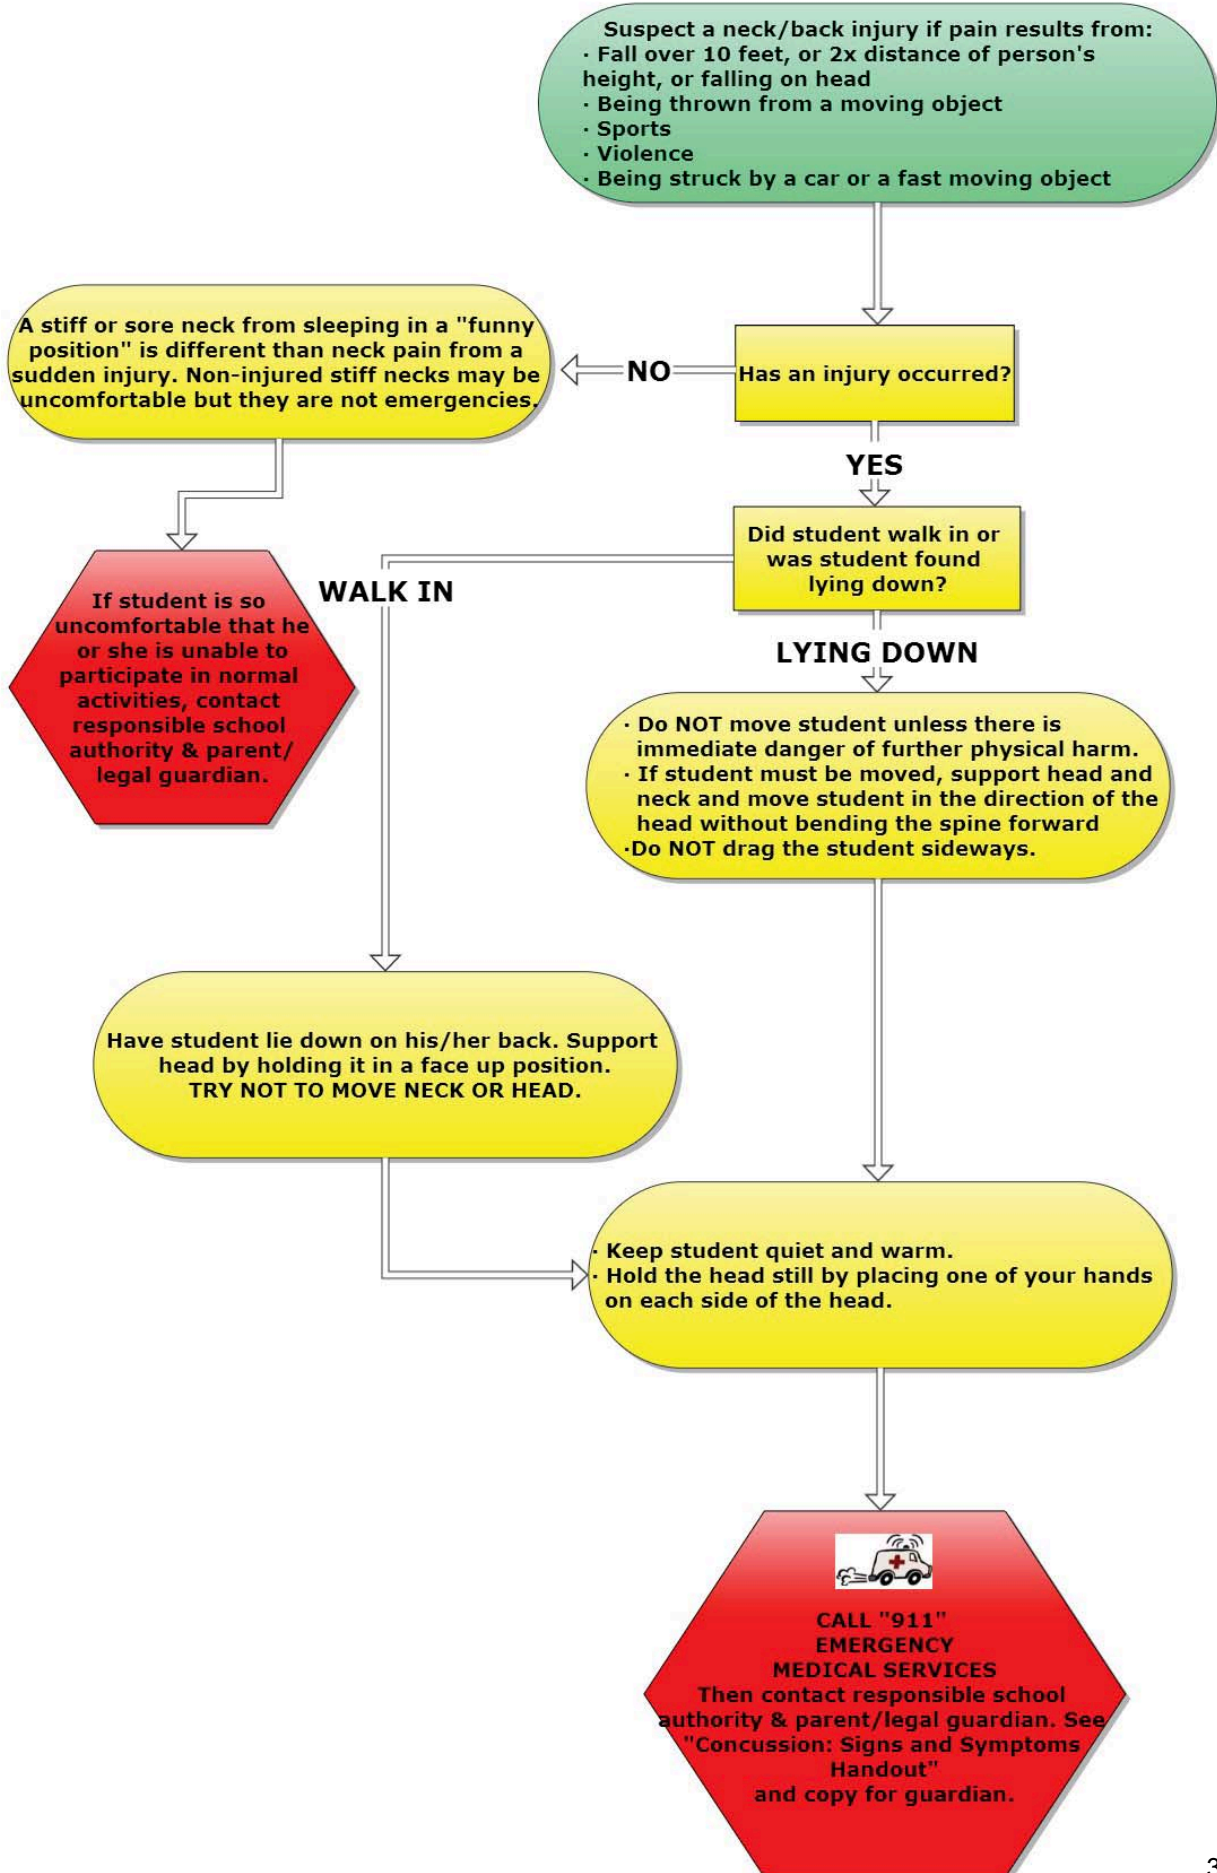 Suspect a neck/back injury if pain results from:
· Fall over 10 feet, or 2x distance of person's
height, or falling on head
· Being thrown from a moving object
· Sports
· Violence
· Being struck by a car or a fast moving object
A stiff or sore neck from sleeping in a "funny
position" is different than neck pain from a
sudden injury. Non-injured stiff necks may be
uncomfortable but they are not emergencies.
NO
Has an injury occurred?
YES
Did student walk in or
was student found
lying down?
WALK IN
LYING DOWN
If student is so
uncomfortable that he
or she is unable to
participate in normal
activities, contact
responsible school
authority & parent/
legal guardian.
· Do NOT move student unless there is
immediate danger of further physical harm.
· If student must be moved, support head and
neck and move student in the direction of the
head without bending the spine forward
·Do NOT drag the student sideways.
Have student lie down on his/her back. Support
head by holding it in a face up position.
TRY NOT TO MOVE NECK OR HEAD.
· Keep student quiet and warm.
· Hold the head still by placing one of your hands
on each side of the head.
CALL "911"
EMERGENCY
MEDICAL SERVICES
Then contact responsible school
authority & parent/legal guardian. See
"Concussion: Signs and Symptoms
Handout"
and copy for guardian.